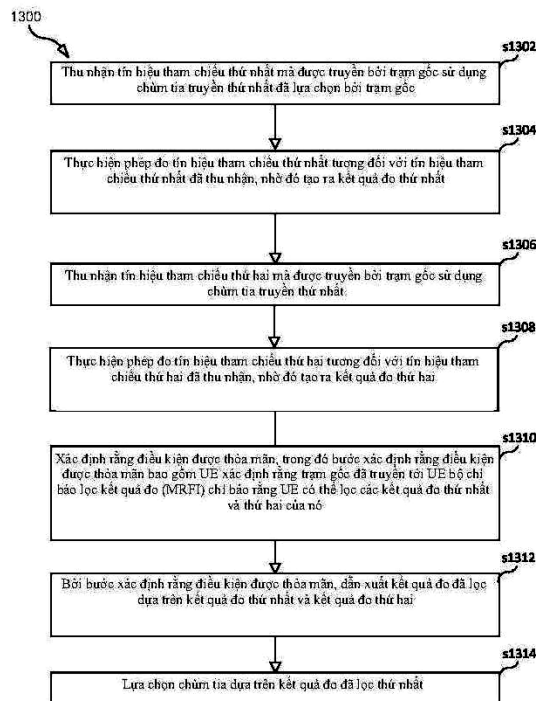 1300
s1302
Thu nhận tín hiệu tham chiếu thứ nhất mà được truyền bởi trạm gốc sử dụng
chùm tia truyền thứ nhất đã lựa chọn bởi trạm gốc
s1304
Thực hiện phép đo tín hiệu tham chiếu thứ nhất tương đối với tín hiệu tham
chiếu thứ nhất đã thu nhận, nhờ đó tạo ra kết quả đo thứ nhất
s1306
Thu nhận tín hiệu tham chiếu thứ hai mà được truyền bởi trạm gốc sử dụng
chùm tia truyền thứ nhất
s1308
Thực hiện phép đo tín hiệu tham chiếu thứ hai tương đối với tín hiệu tham
chiếu thứ hai đã thu nhận, nhờ đó tạo ra kết quả đo thứ hai
s1310
Xác định rằng điều kiện được thỏa mãn, trong đó bước xác định rằng điều kiện
được thỏa mãn bao gồm UE xác định rằng trạm gốc đã truyền tới UE bộ chỉ
báo lọc kết quả đo (MRFI) chỉ báo rằng UE có thể lọc các kết quả đo thứ nhất
và thứ hai của nó
s1312
Bởi bước xác định rằng điều kiện được thỏa mãn, dẫn xuất kết quả đo đã lọc
dựa trên kết quả đo thứ nhất và kết quả đo thứ hai
s1314
Lựa chọn chùm tia dựa trên kết quả đo đã lọc thứ nhất